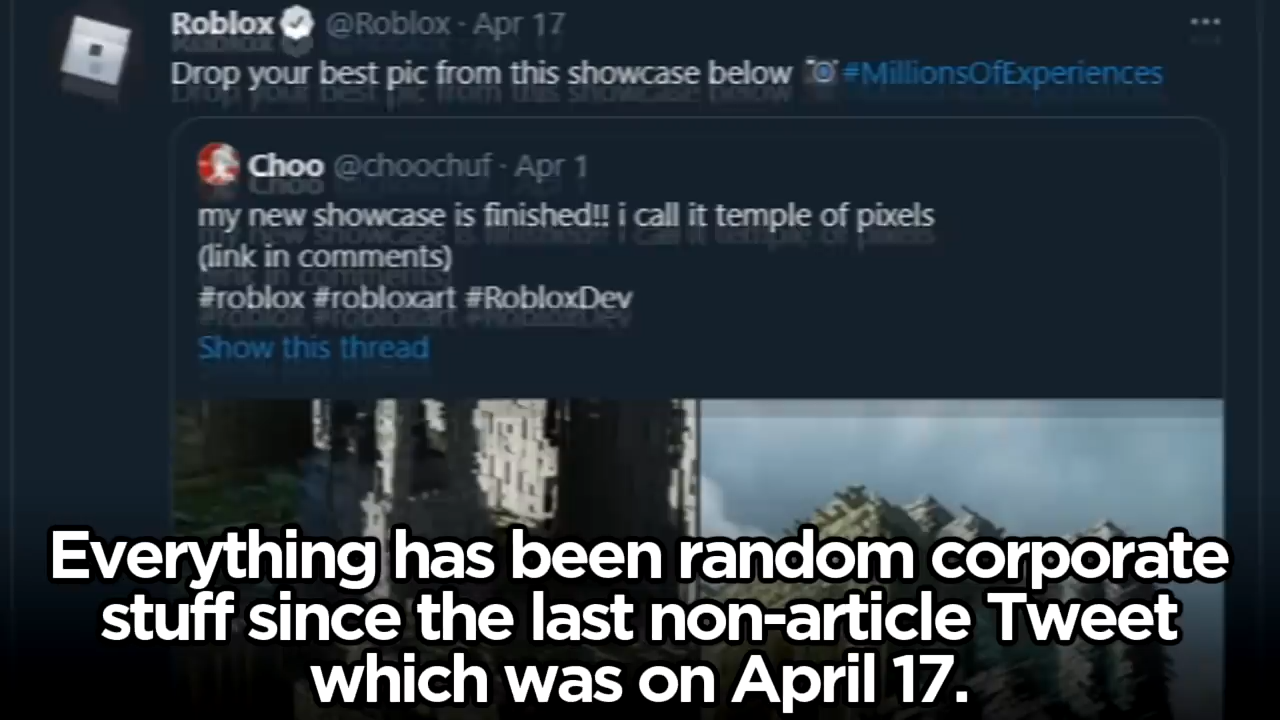 Roblox @Roblox · Apr 17
Drop your best pic from this showcase below 📸 #MillionsOfExperiences
Choo @choochuf · Apr 1
my new showcase is finished!! i call it temple of pixels
(link in comments)
#roblox #robloxart #RobloxDev
Show this thread
Everything has been random corporate
stuff since the last non-article Tweet
which was on April 17.